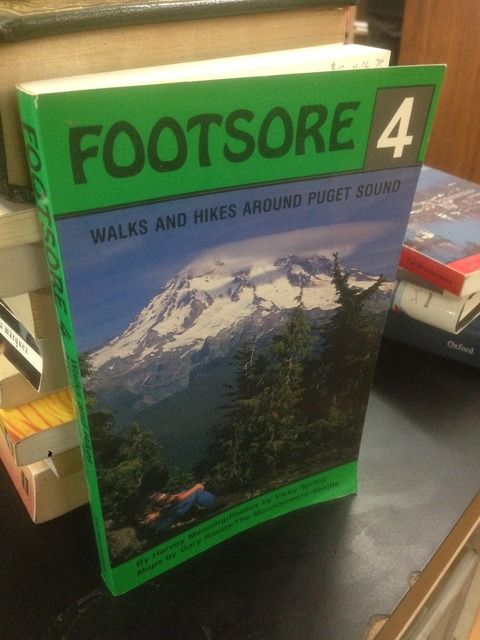 FOOTSORE 4
WALKS AND HIKES AROUND PUGET SOUND
By Harvey Manning·Photos by Vicky Spring
Maps by Gary Rands·The Mountaineers·Seattle
FOOTSORE 4
Oxford